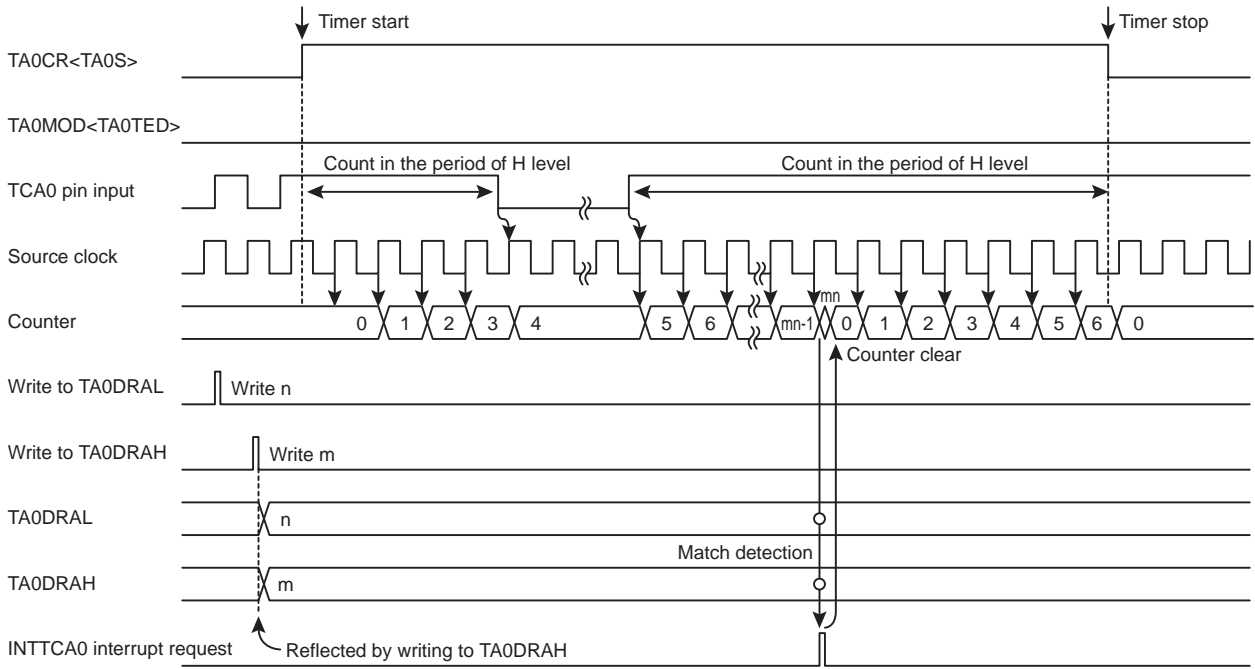 Timer start Timer stop
TA0CR<TA0S>
TA0MOD<TA0TED>
Count in the period of H level Count in the period of H level
TCA0 pin input
Source clock
mn
Counter 0 1 2 3 4 5 6 mn-1 0 1 2 3 4 5 6 0
Counter clear
Write to TA0DRAL Write n
Write to TA0DRAH Write m
TA0DRAL n
Match detection
TA0DRAH m
INTTCA0 interrupt request Reflected by writing to TA0DRAH